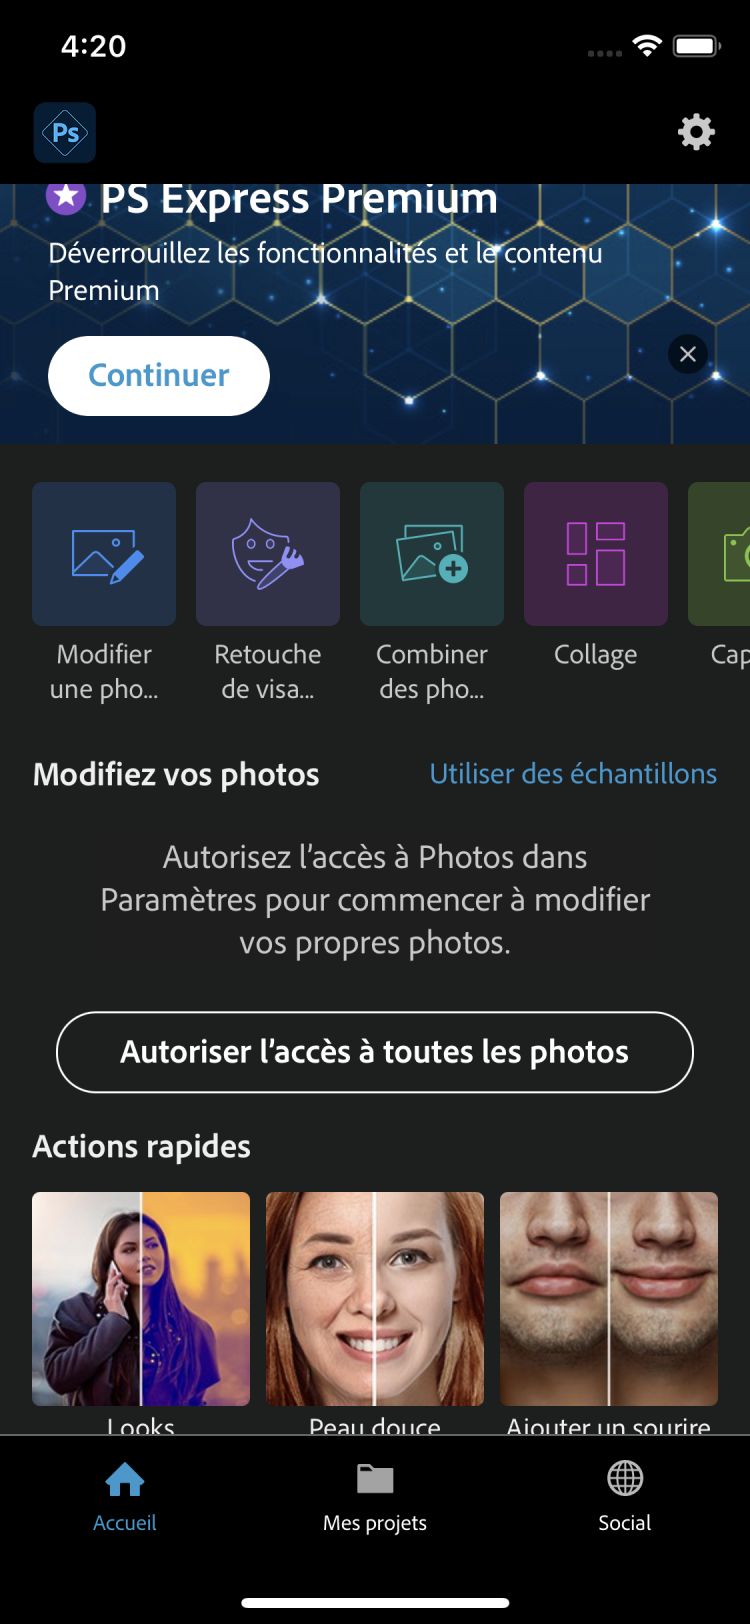 4:20
Ps
PS Express Premium
Déverrouillez les fonctionnalités et le contenu
Premium
Continuer
Modifier
une pho...
Retouche
de visa...
Combiner
des pho...
Collage
Cap
Modifiez vos photos
Utiliser des échantillons
Autorisez l’accès à Photos dans
Paramètres pour commencer à modifier
vos propres photos.
Autoriser l’accès à toutes les photos
Actions rapides
Looks
Peau douce
Ajouter un sourire
Accueil
Mes projets
Social